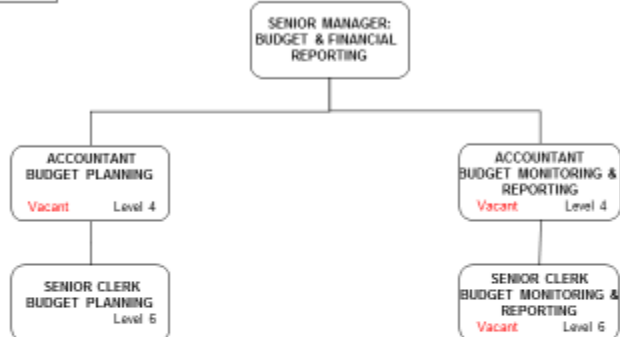 SENIOR MANAGER:
BUDGET & FINANCIAL
REPORTING
ACCOUNTANT
BUDGET PLANNING
Vacant Level 4
ACCOUNTANT
BUDGET MONITORING &
REPORTING
Vacant Level 4
SENIOR CLERK
BUDGET PLANNING
Level 6
SENIOR CLERK
BUDGET MONITORING &
REPORTING
Vacant Level 6